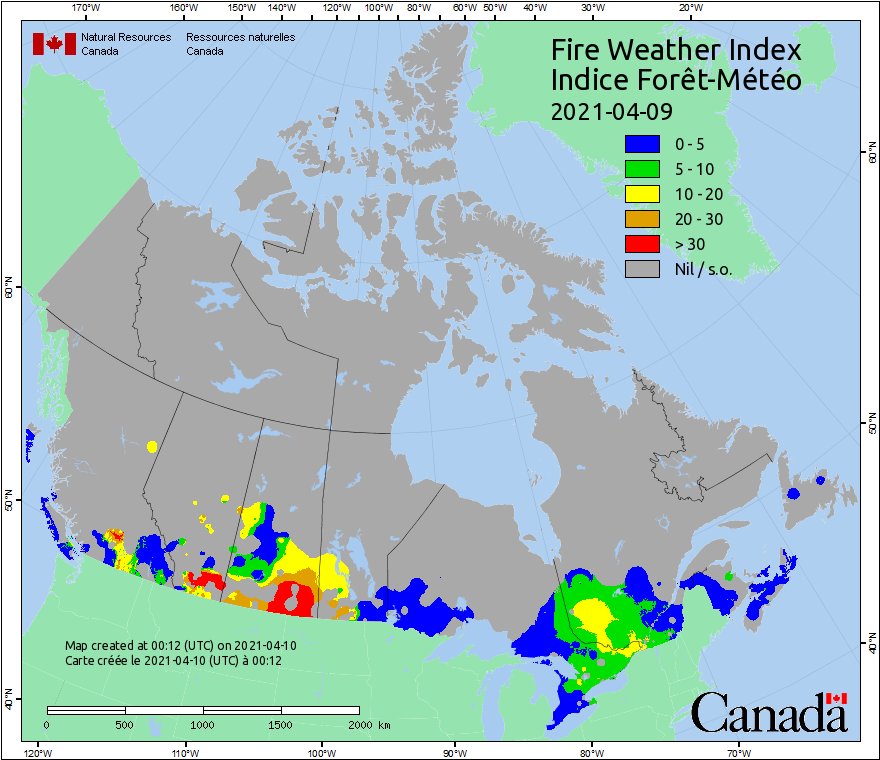 170°W 160°W 150°W 140°W 120°W 100°W 80°W 60°W 50°W 40°W 30°W 20°W
Natural Resources Canada
Ressources naturelles Canada
Fire Weather Index
Indice Forêt-Météo
2021-04-09
0 - 5
5 - 10
10 - 20
20 - 30
> 30
Nil / s.o.
60°N
60°N
50°N
50°N
40°N
40°N
Map created at 00:12 (UTC) on 2021-04-10
Carte créée le 2021-04-10 (UTC) à 00:12
0 500 1000 1500 2000 km
Canada
120°W 110°W 100°W 90°W 80°W 70°W